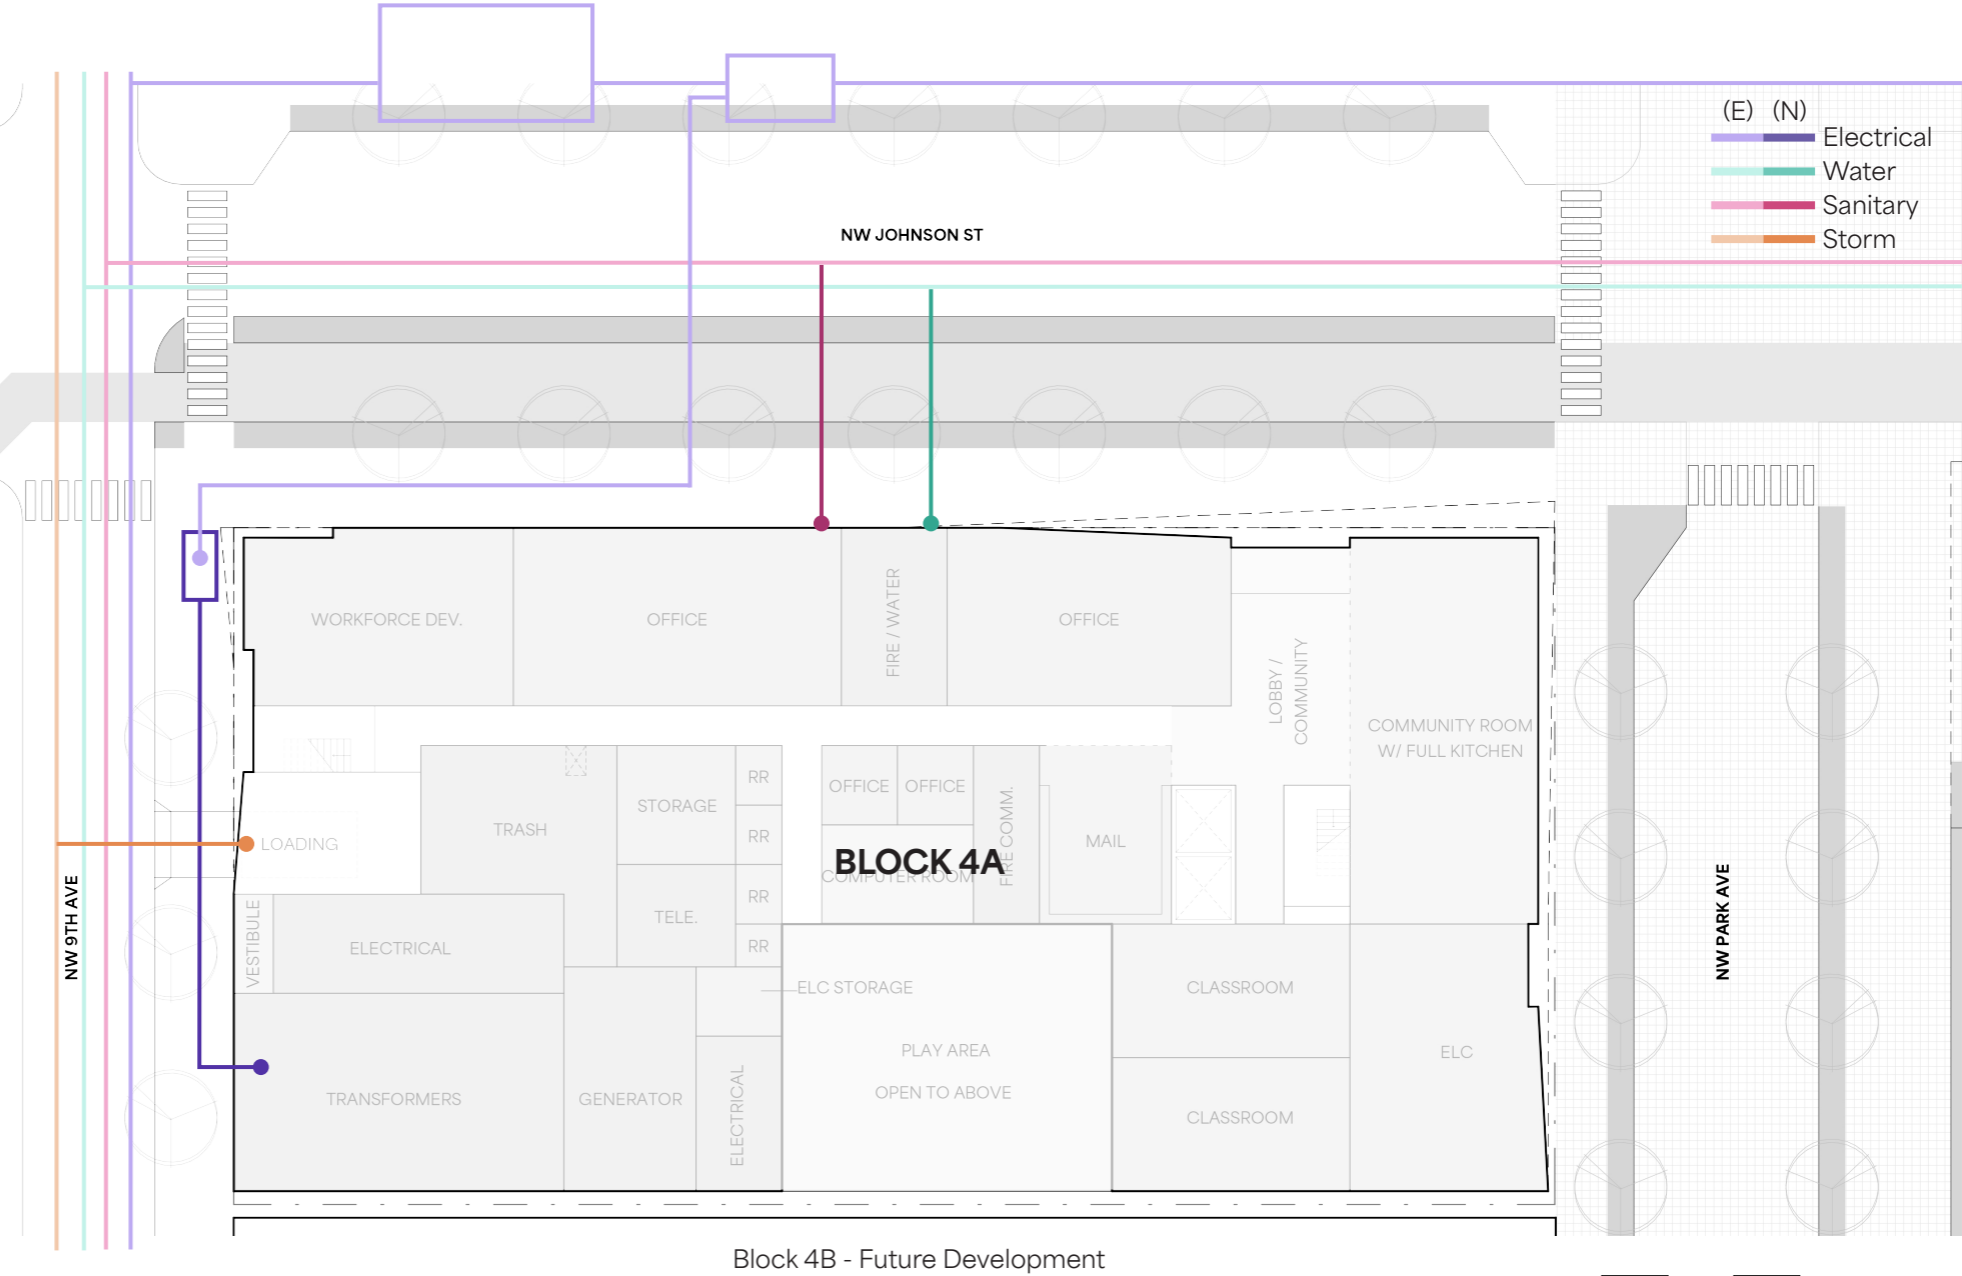 (E) (N)
Electrical
Water
Sanitary
Storm
NW JOHNSON ST
WORKFORCE DEV.
OFFICE
FIRE / WATER
OFFICE
LOBBY /
COMMUNITY
COMMUNITY ROOM
W/ FULL KITCHEN
TRASH
STORAGE
RR
RR
RR
RR
OFFICE
OFFICE
FIRE COMM.
MAIL
LOADING
BLOCK 4A
COMPUTER ROOM
NW 9TH AVE
VESTIBULE
ELECTRICAL
TELE.
NW PARK AVE
ELC STORAGE
CLASSROOM
PLAY AREA
OPEN TO ABOVE
ELC
TRANSFORMERS
GENERATOR
ELECTRICAL
CLASSROOM
Block 4B - Future Development